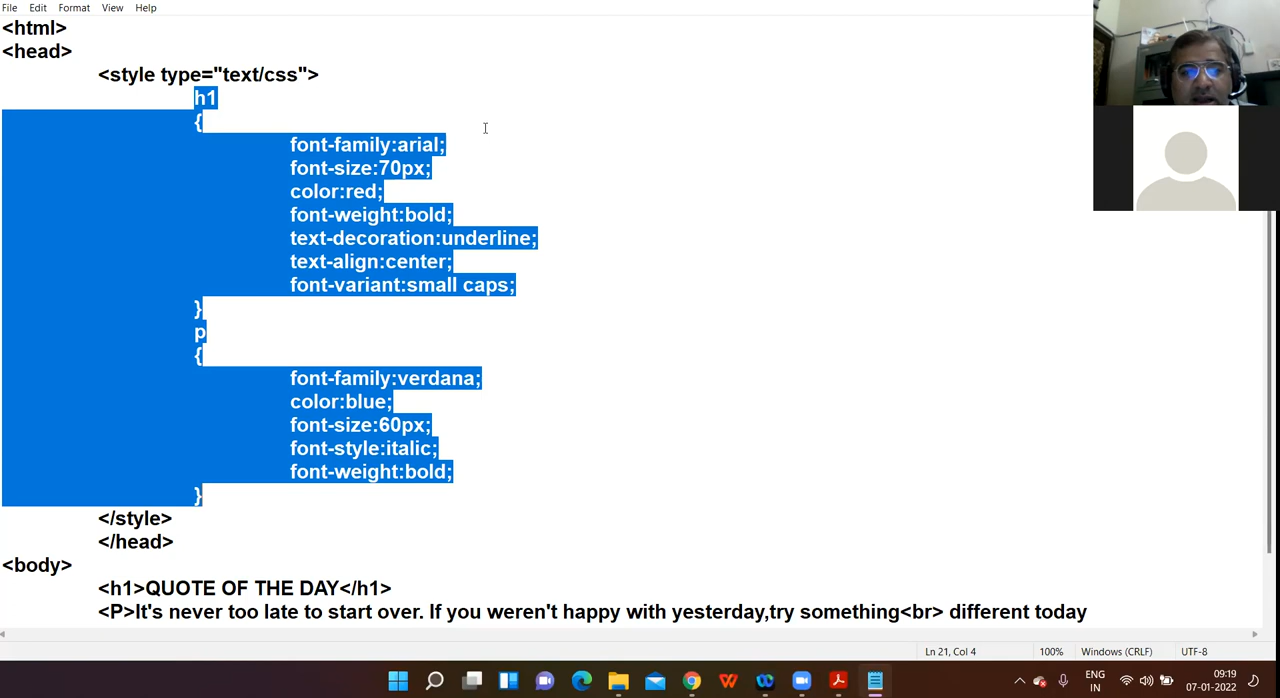 File Edit Format View Help
<html>
<head>
<style type="text/css">
h1
{
font-family:arial;
font-size:70px;
color:red;
font-weight:bold;
text-decoration:underline;
text-align:center;
font-variant:small caps;
}
p
{
font-family:verdana;
color:blue;
font-size:60px;
font-style:italic;
font-weight:bold;
}
</style>
</head>
<body>
<h1>QUOTE OF THE DAY</h1>
<P>It's never too late to start over. If you weren't happy with yesterday,try something<br> different today
Ln 21, Col 4 100% Windows (CRLF) UTF-8
ENG 09:19
IN 07-01-2022